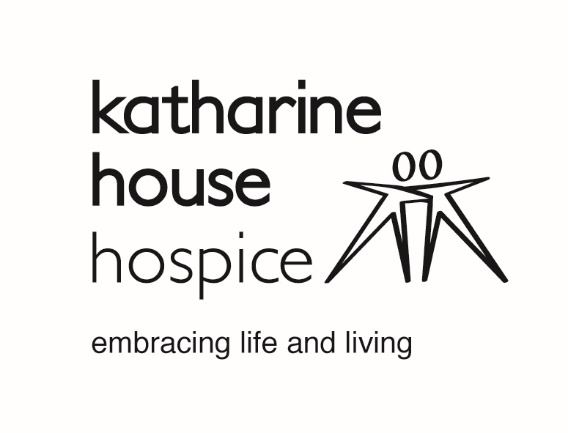 katharine
house
hospice
embracing life and living